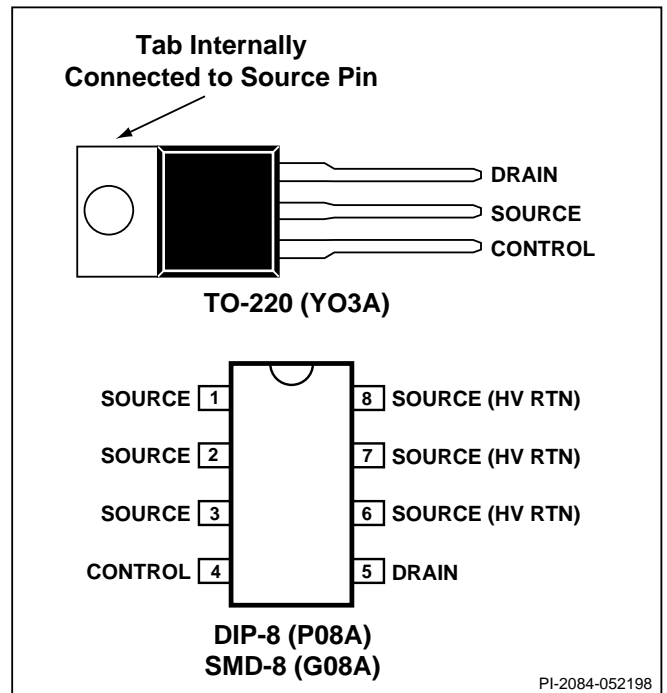 Tab Internally
Connected to Source Pin
DRAIN
SOURCE
CONTROL
TO-220 (YO3A)
SOURCE 1 8 SOURCE (HV RTN)
SOURCE 2 7 SOURCE (HV RTN)
SOURCE 3 6 SOURCE (HV RTN)
CONTROL 4 5 DRAIN
DIP-8 (P08A)
SMD-8 (G08A)
PI-2084-052198